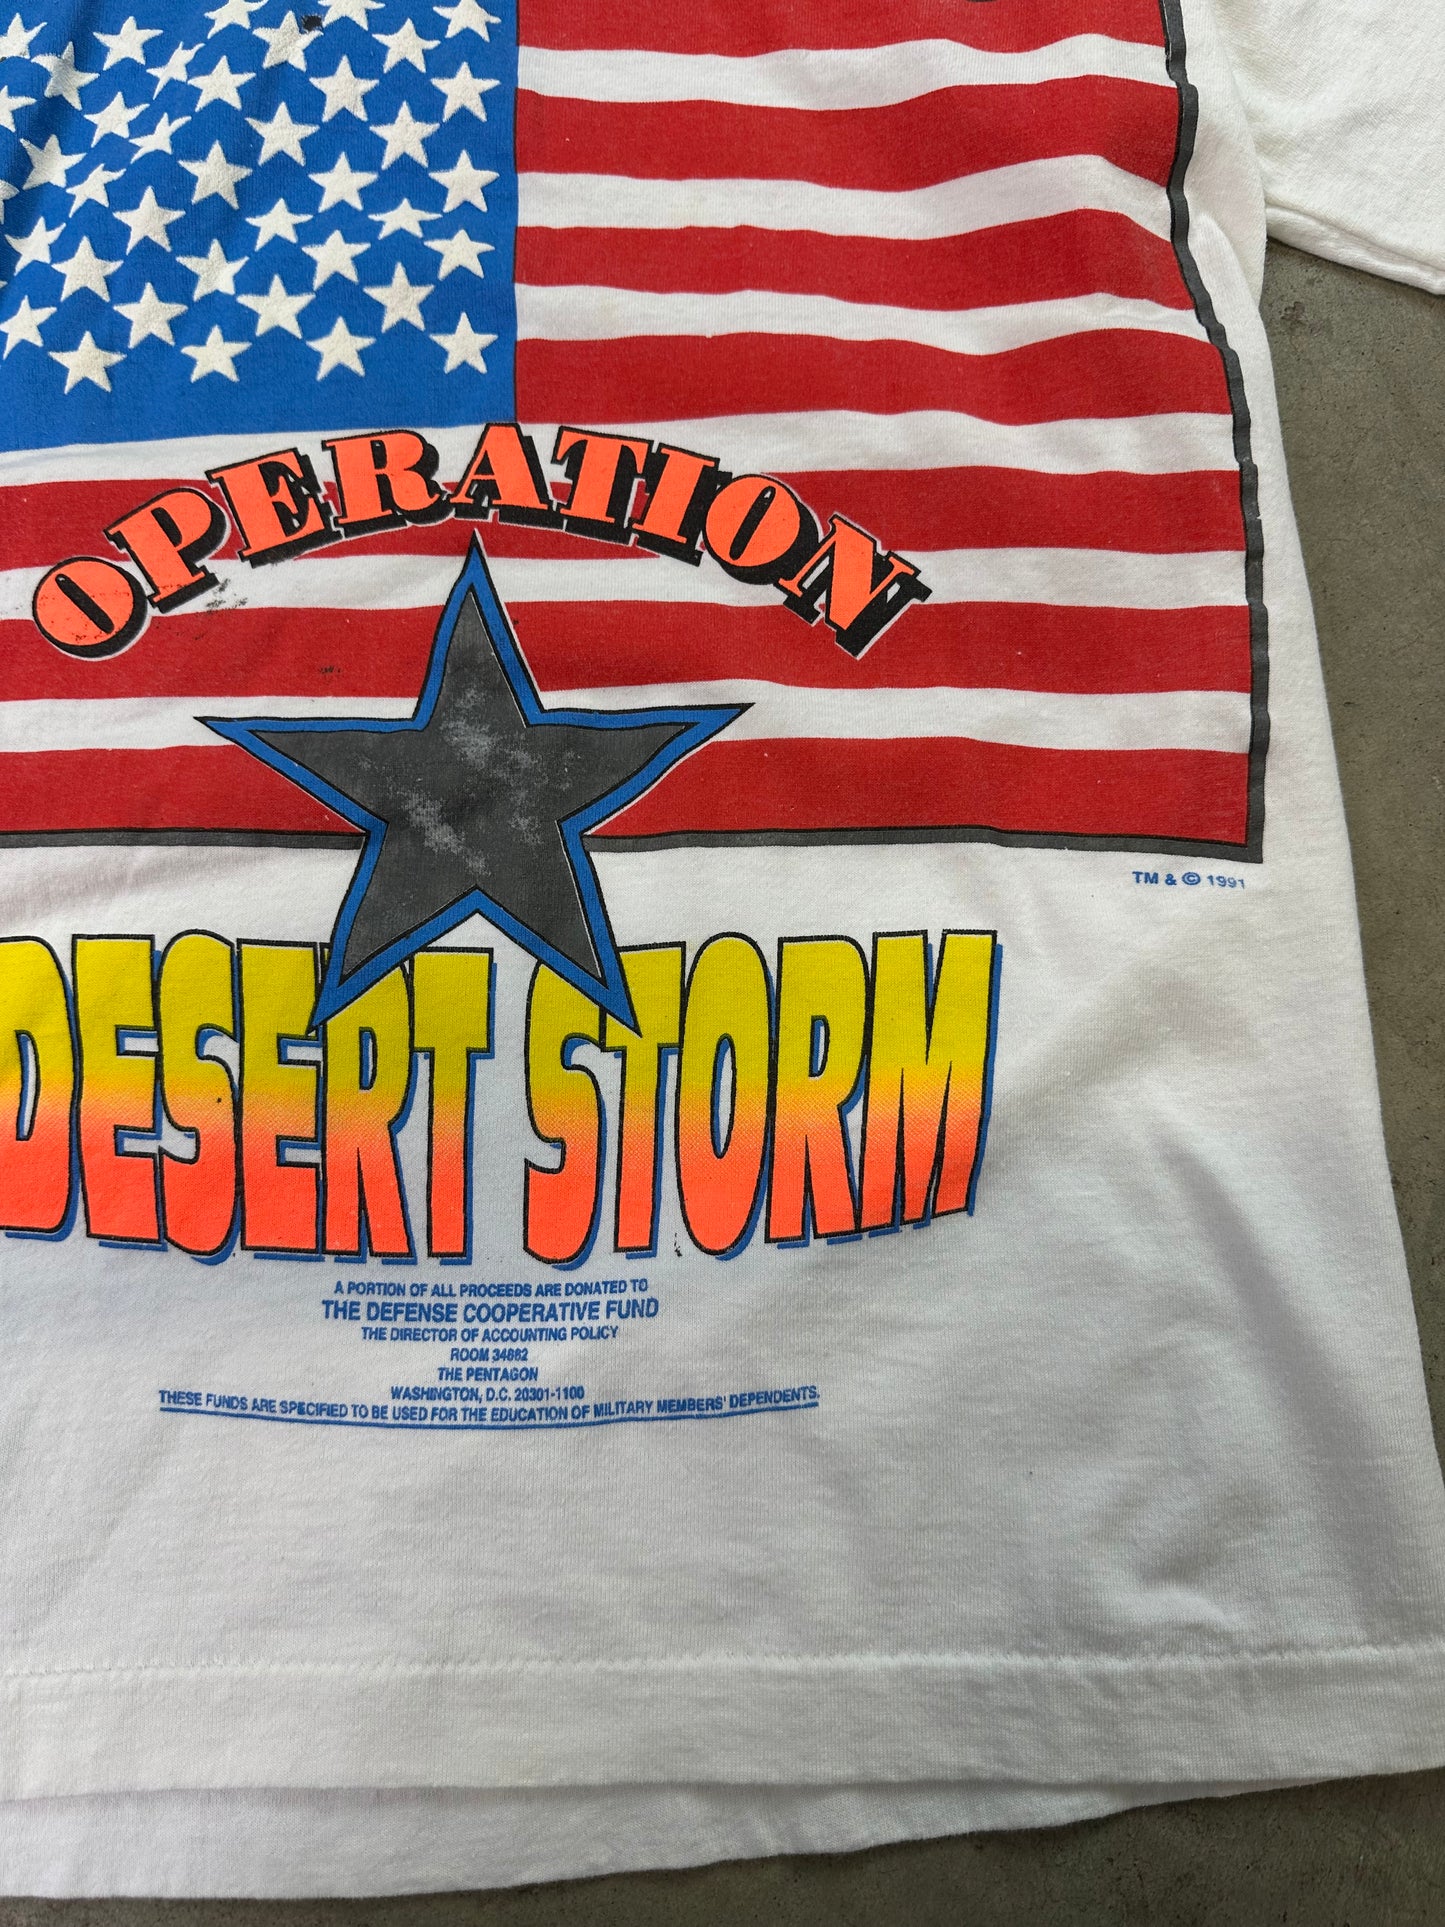 OPERATION
TM & © 1991
DESERT STORM
A PORTION OF ALL PROCEEDS ARE DONATED TO
THE DEFENSE COOPERATIVE FUND
THE DIRECTOR OF ACCOUNTING POLICY
ROOM 34882
THE PENTAGON
WASHINGTON, D.C. 20301-1100
THESE FUNDS ARE SPECIFIED TO BE USED FOR THE EDUCATION OF MILITARY MEMBERS' DEPENDENTS.